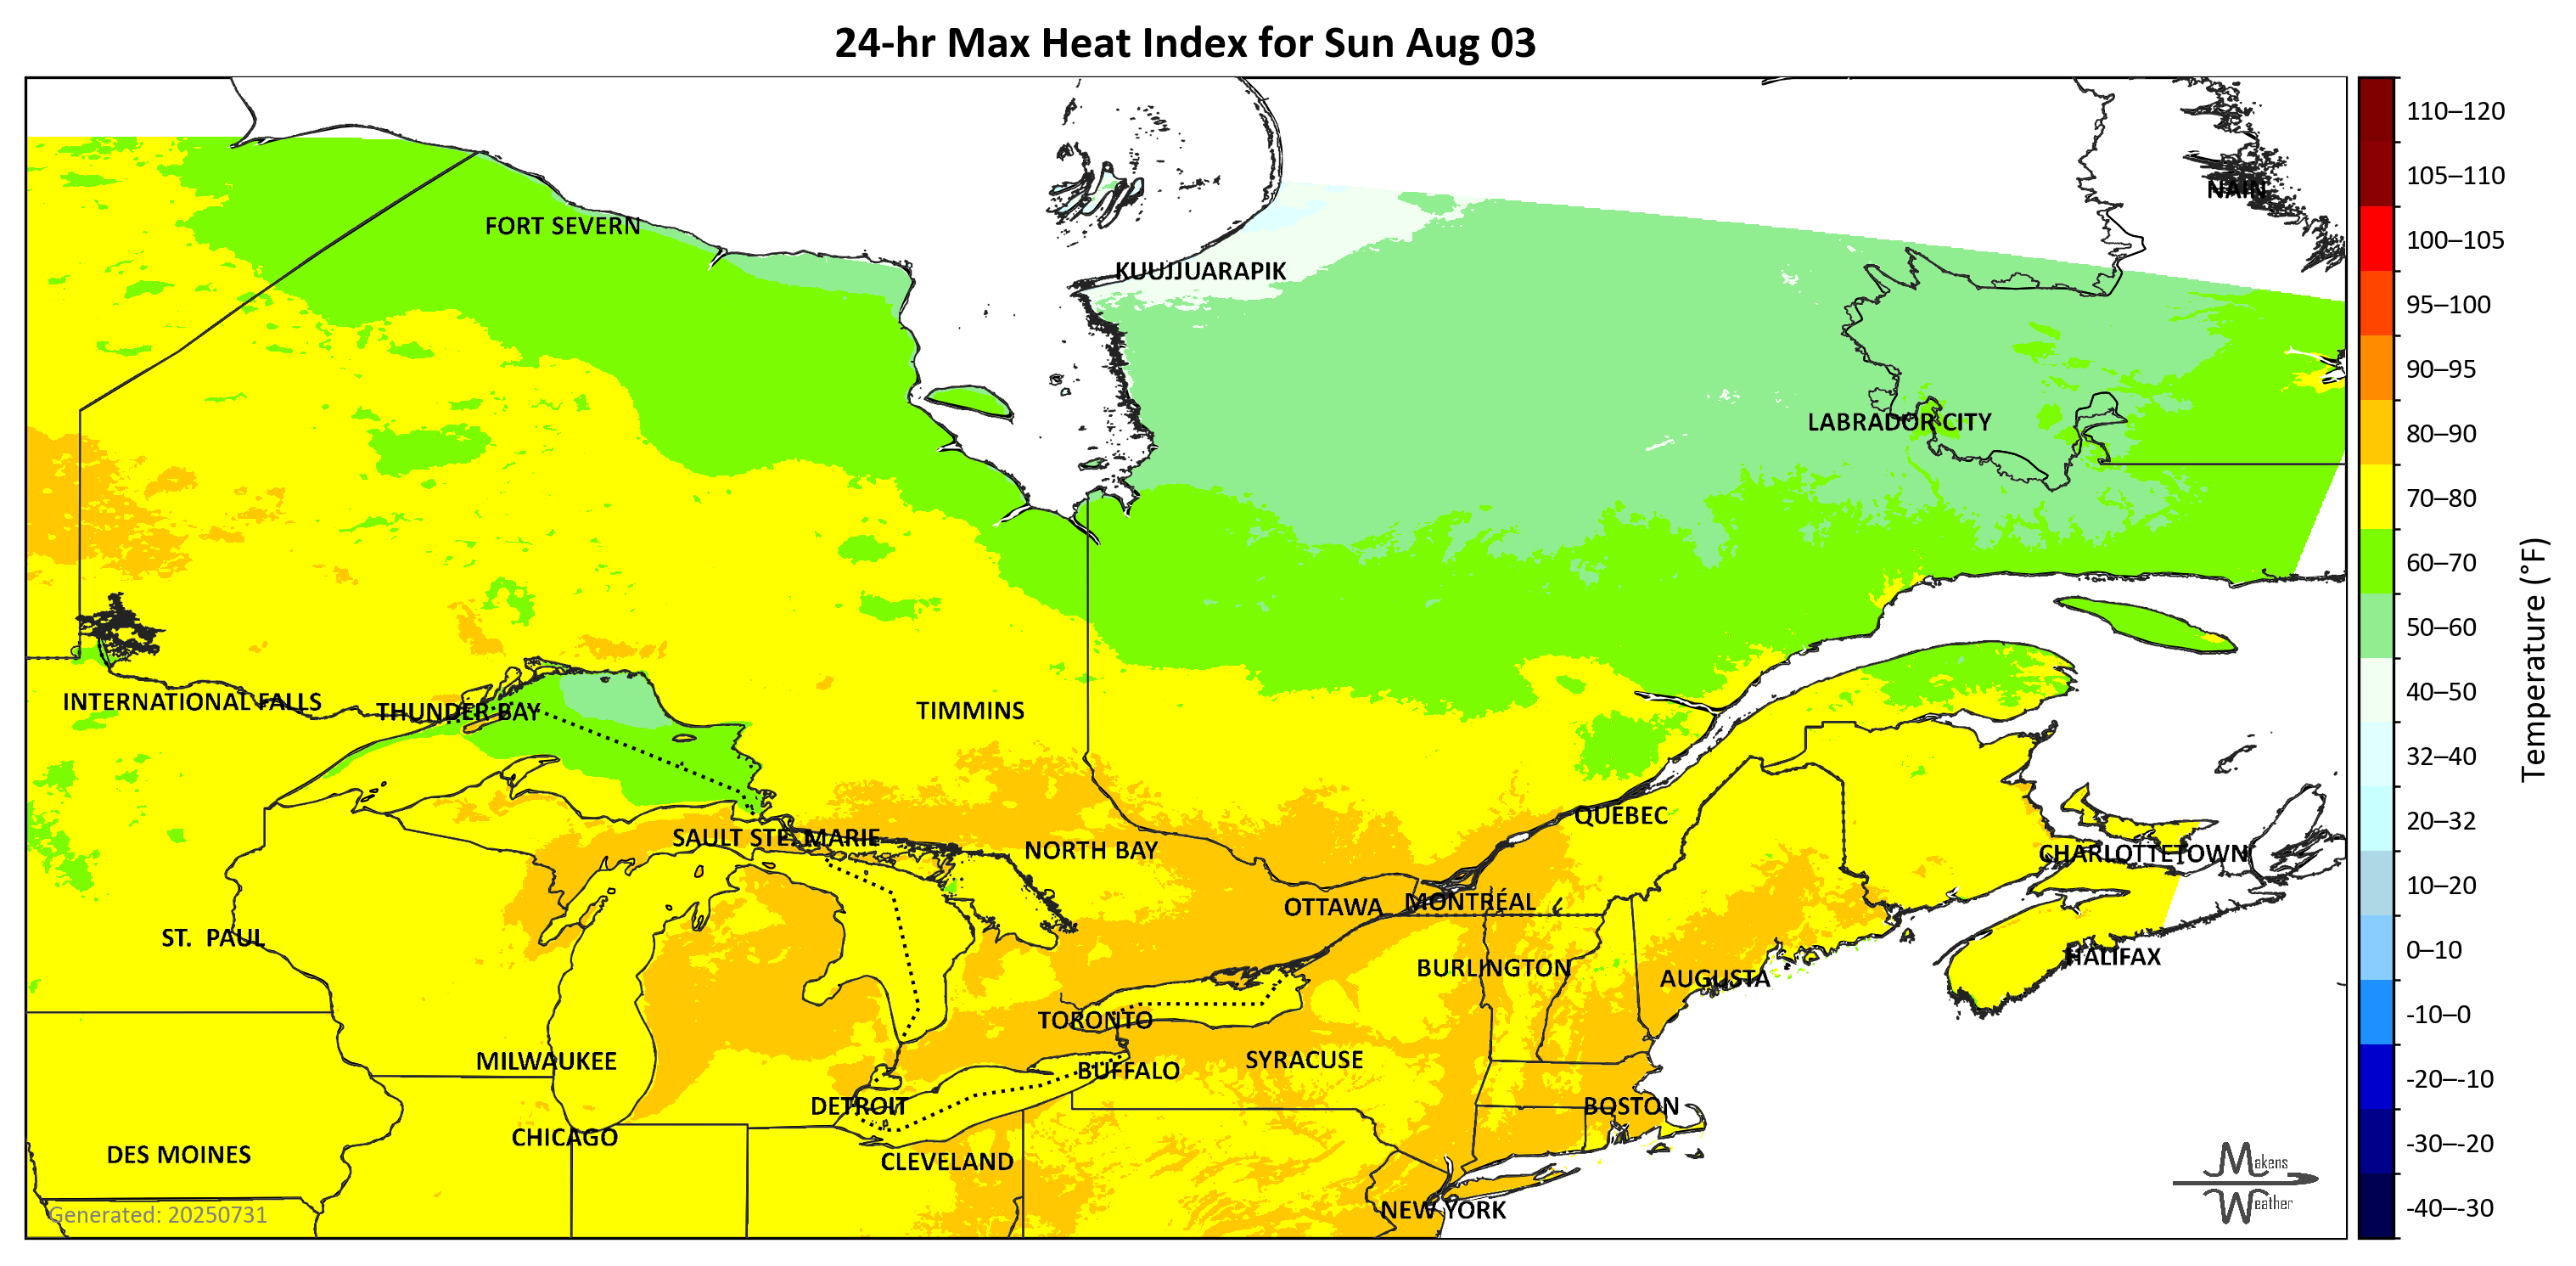 24-hr Max Heat Index for Sun Aug 03
NAIN
FORT SEVERN
KUUJJUARAPIK
LABRADOR CITY
INTERNATIONAL FALLS
THUNDER BAY
TIMMINS
QUEBEC
SAULT STE. MARIE
NORTH BAY
CHARLOTTETOWN
OTTAWA
MONTRÉAL
ST. PAUL
HALIFAX
BURLINGTON
AUGUSTA
TORONTO
MILWAUKEE
BUFFALO
SYRACUSE
DETROIT
BOSTON
CHICAGO
DES MOINES
CLEVELAND
NEW YORK
Generated: 20250731
Makens
Weather
110–120
105–110
100–105
95–100
90–95
80–90
70–80
60–70
50–60
40–50
32–40
20–32
10–20
0–10
-10–0
-20–-10
-30–-20
-40–-30
Temperature (°F)